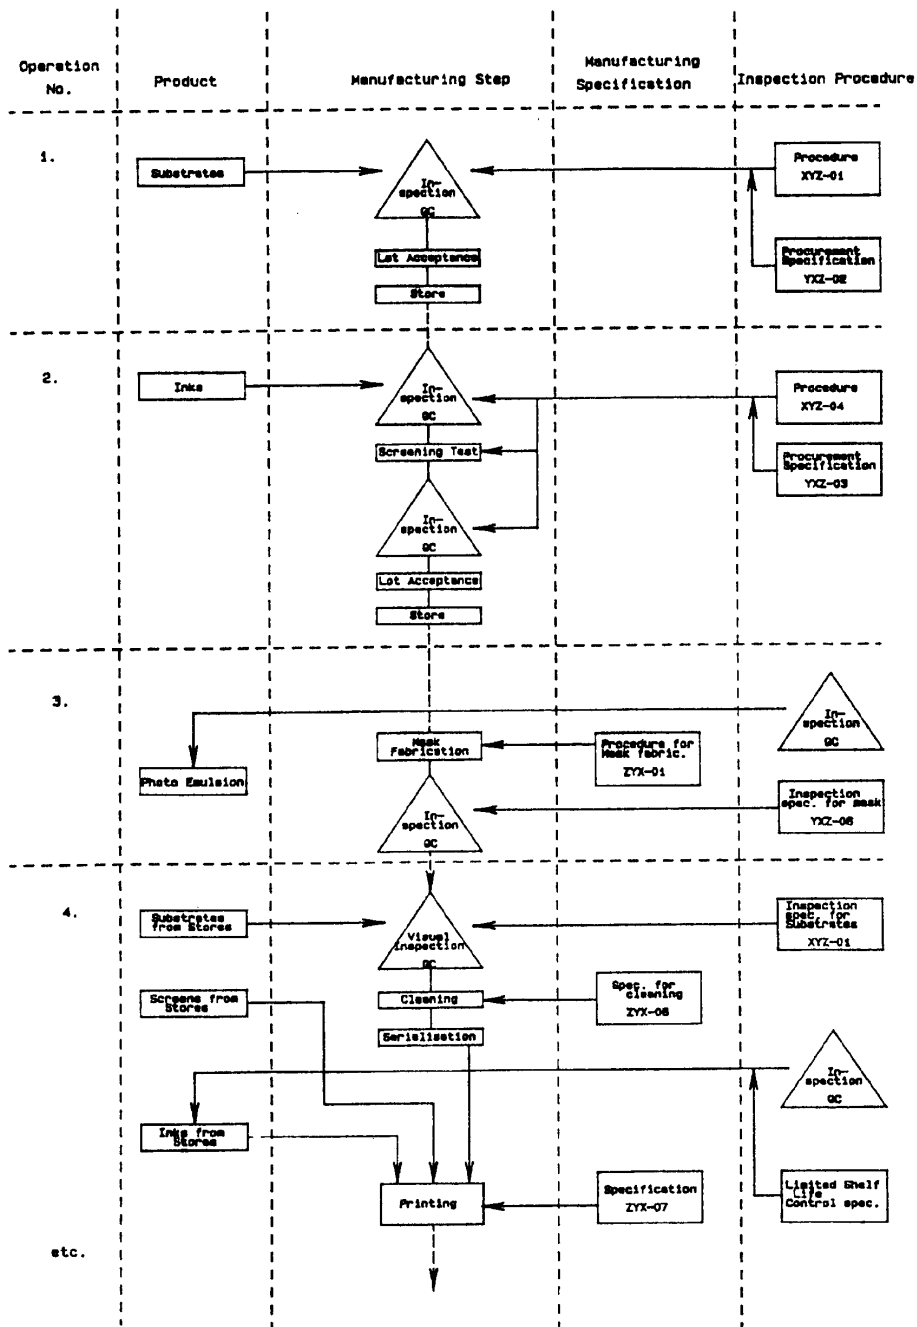 Operation
No.
Product
Manufacturing Step
Manufacturing
Specification
Inspection Procedure
1.
Substrates
In-
spection
QC
Procedure
XYZ-01
Lot Acceptance
Procurement
Specification
YXZ-02
Store
2.
Inks
In-
spection
QC
Procedure
XYZ-04
Screening Test
Procurement
Specification
YXZ-03
In-
spection
QC
Lot Acceptance
Store
3.
In-
spection
QC
Mask
Fabrication
Procedure for
Mask fabric.
ZYX-01
Photo Emulsion
In-
spection
QC
Inspection
spec. for mask
YXZ-06
4.
Substrates
from Stores
Visual
Inspection
QC
Inspection
spec. for
Substrates
XYZ-01
Screens from
Stores
Cleaning
Spec. for
cleaning
ZYX-06
Serialisation
In-
spection
QC
Inks from
Stores
Printing
Specification
ZYX-07
Limited Shelf
Life
Control spec.
etc.